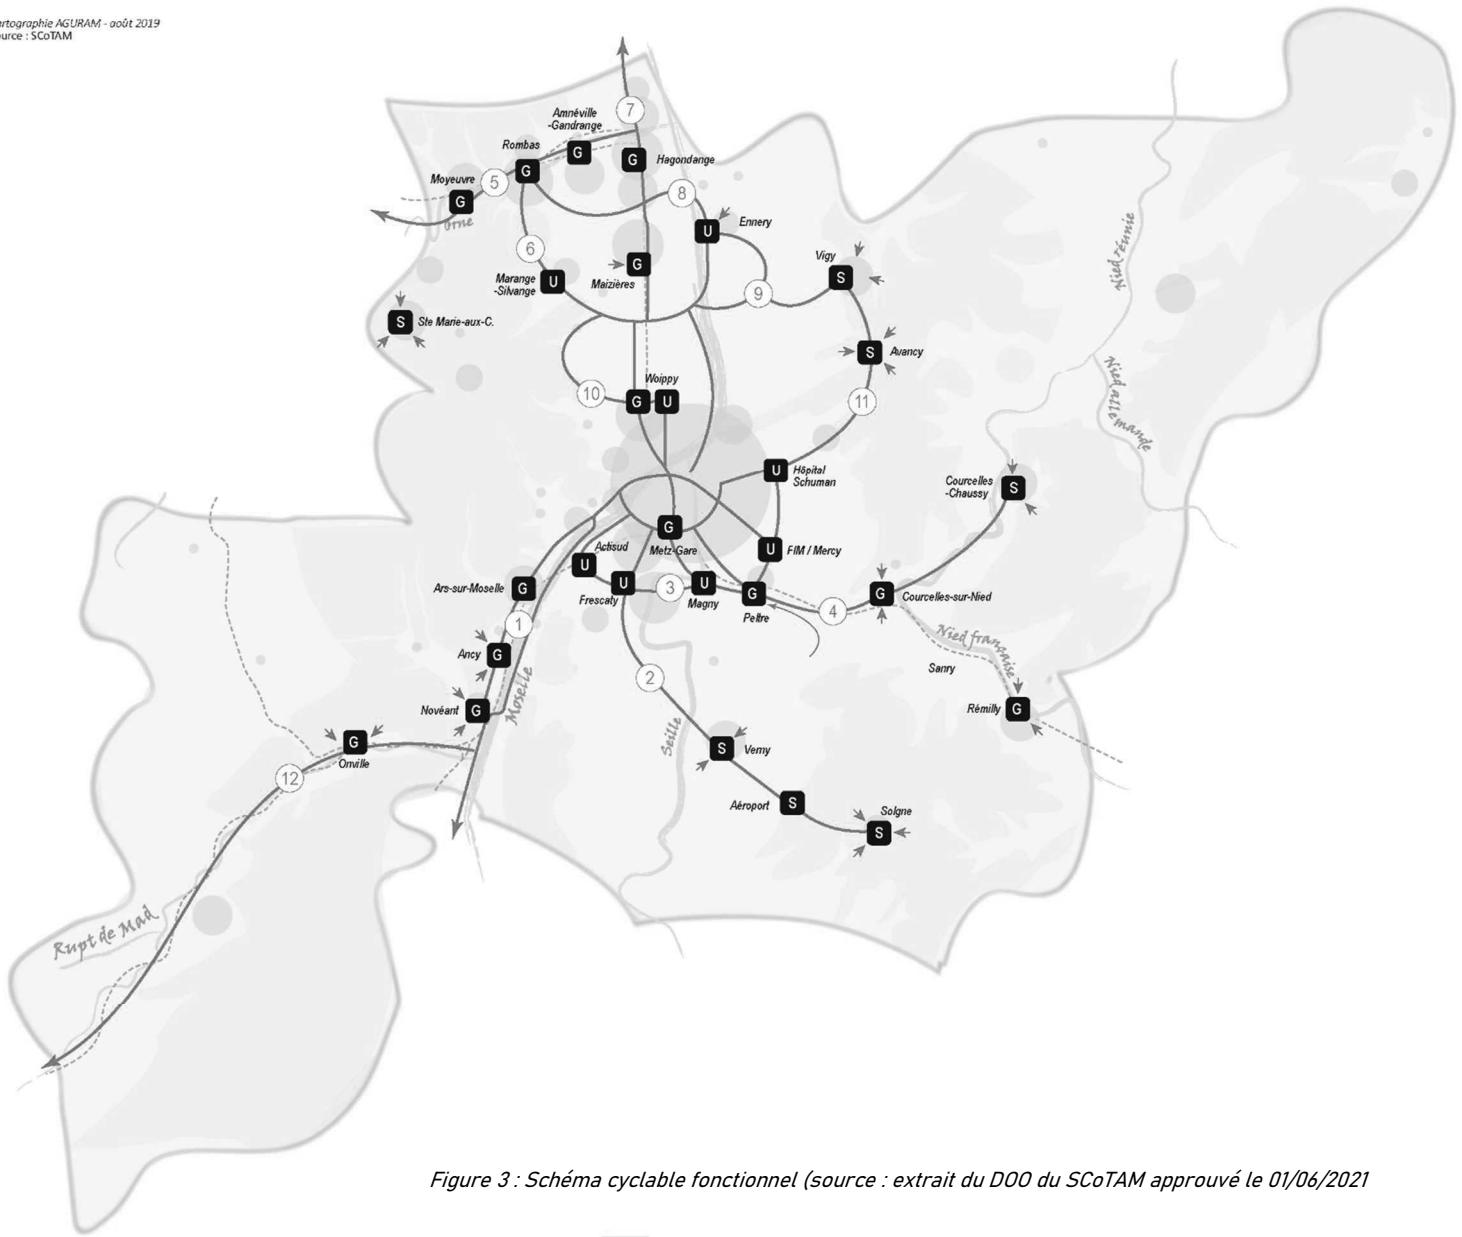 rtographie AGURAM - août 2019
urce : SCoTAM
7
Amnéville
-Gandrange
G
G
Hagondange
Rombas
G
Moyeuvre
5
G
Orne
8
U
Ennery
6
Marange
-Silvange
U
G
Maizières
Vigy
S
9
S
Ste Marie-aux-C.
S
Avancy
Woippy
10
G
U
11
Nied réunie
Nied allemande
U
Hôpital
Schuman
Courcelles
-Chaussy
S
G
Metz-Gare
Actisud
U
U
FIM / Mercy
Ars-sur-Moselle
G
U
Frescaty
3
U
Magny
G
Peltre
4
G
Courcelles-sur-Nied
1
Nied française
Sanry
Ancy
G
2
Moselle
Novéant
G
Rémilly
G
Seille
G
Onville
S
Verny
12
Aéroport
S
Solgne
S
Rupt de Mad
Figure 3 : Schéma cyclable fonctionnel (source : extrait du DOO du SCoTAM approuvé le 01/06/2021